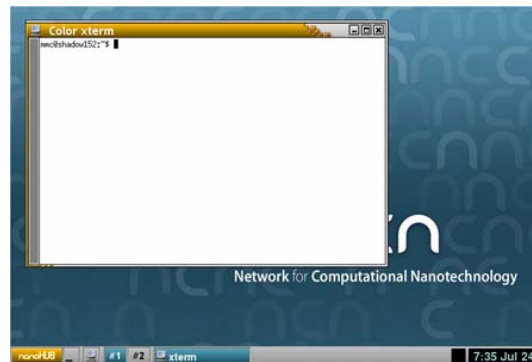 Color xterm
mmc@shadow152:~$
Network for Computational Nanotechnology
nanoHUB #1 #2 xterm 7:35 Jul 2